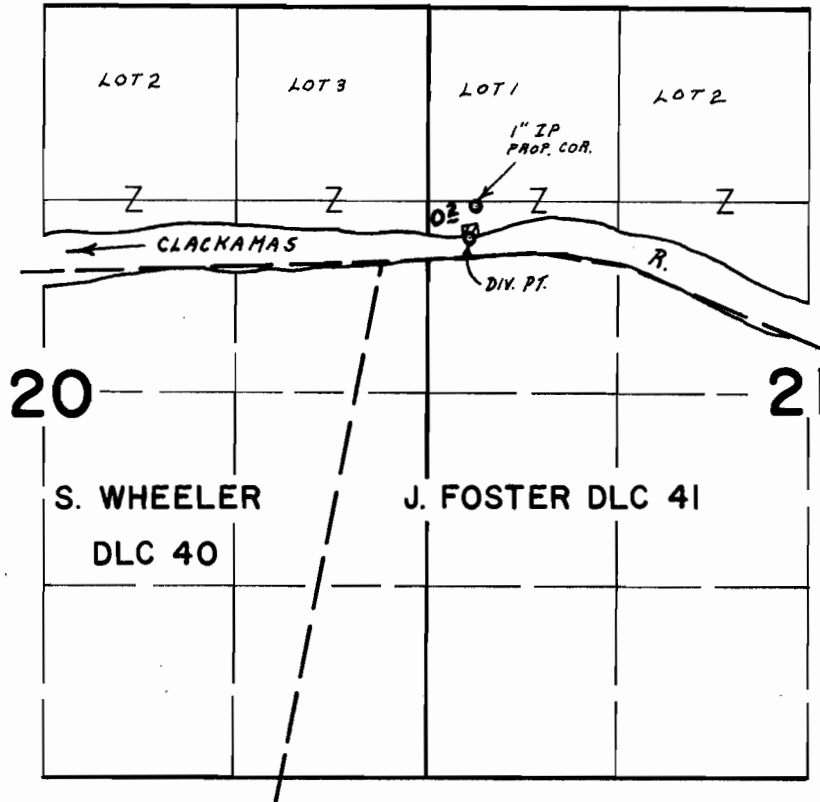 LOT 2
LOT 3
LOT 1
LOT 2
1" IP
PROP. COR.
Z
Z
Z
Z
O2
CLACKAMAS
R.
DIV. PT.
20
21
S. WHEELER
DLC 40
J. FOSTER DLC 41